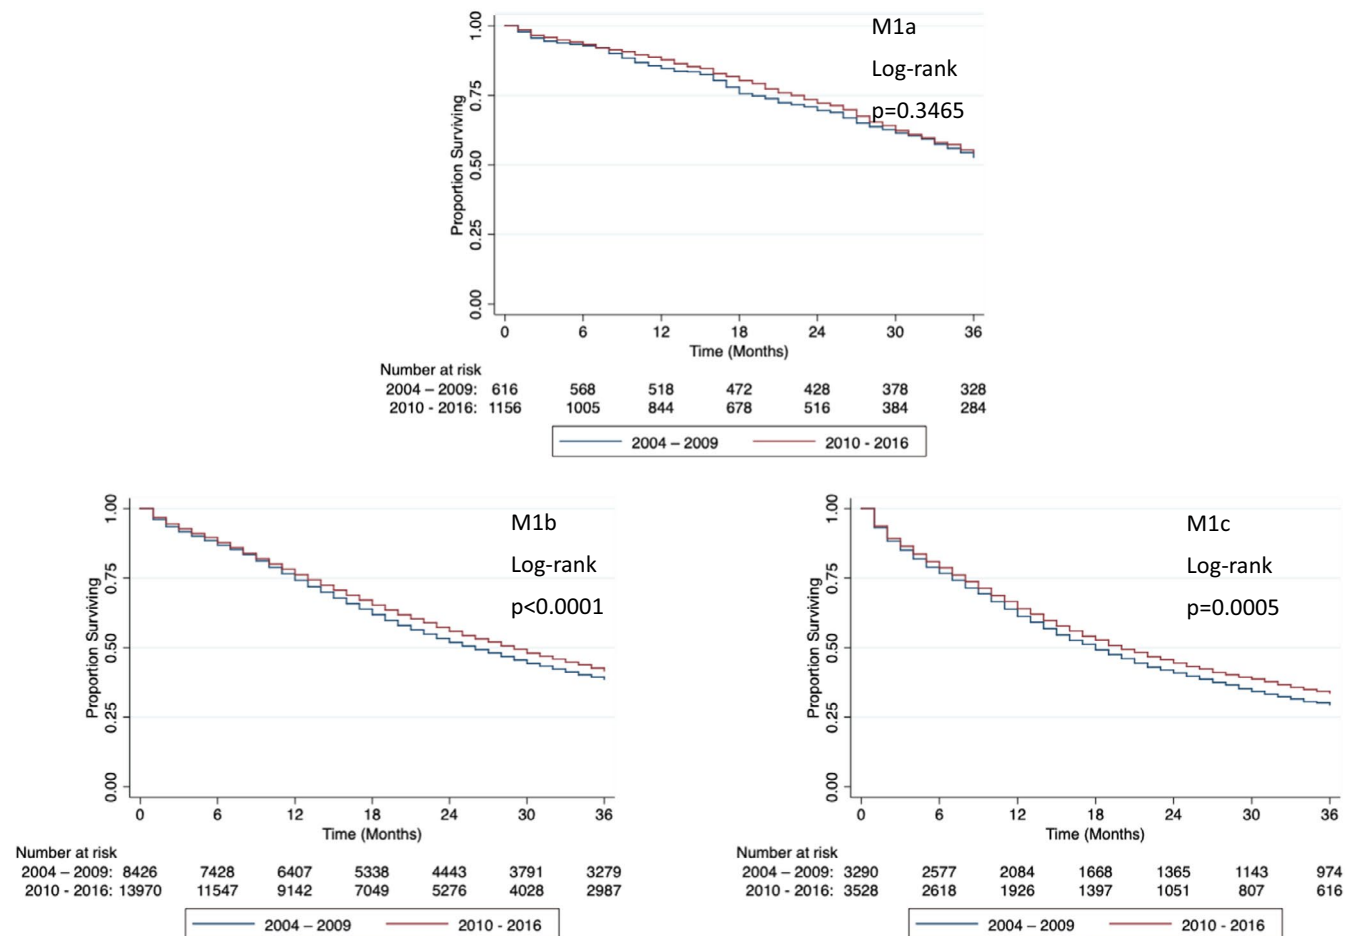 M1a
Log-rank
p=0.3465
Proportion Surviving
1.00
0.75
0.50
0.25
0.00
0 6 12 18 24 30 36
Time (Months)
Number at risk
2004 – 2009: 616 568 518 472 428 378 328
2010 - 2016: 1156 1005 844 678 516 384 284
2004 – 2009 2010 - 2016
M1b
Log-rank
p<0.0001
Proportion Surviving
1.00
0.75
0.50
0.25
0.00
0 6 12 18 24 30 36
Time (Months)
Number at risk
2004 – 2009: 8426 7428 6407 5338 4443 3791 3279
2010 - 2016: 13970 11547 9142 7049 5276 4028 2987
2004 – 2009 2010 - 2016
M1c
Log-rank
p=0.0005
Proportion Surviving
1.00
0.75
0.50
0.25
0.00
0 6 12 18 24 30 36
Time (Months)
Number at risk
2004 – 2009: 3290 2577 2084 1668 1365 1143 974
2010 - 2016: 3528 2618 1926 1397 1051 807 616
2004 – 2009 2010 - 2016